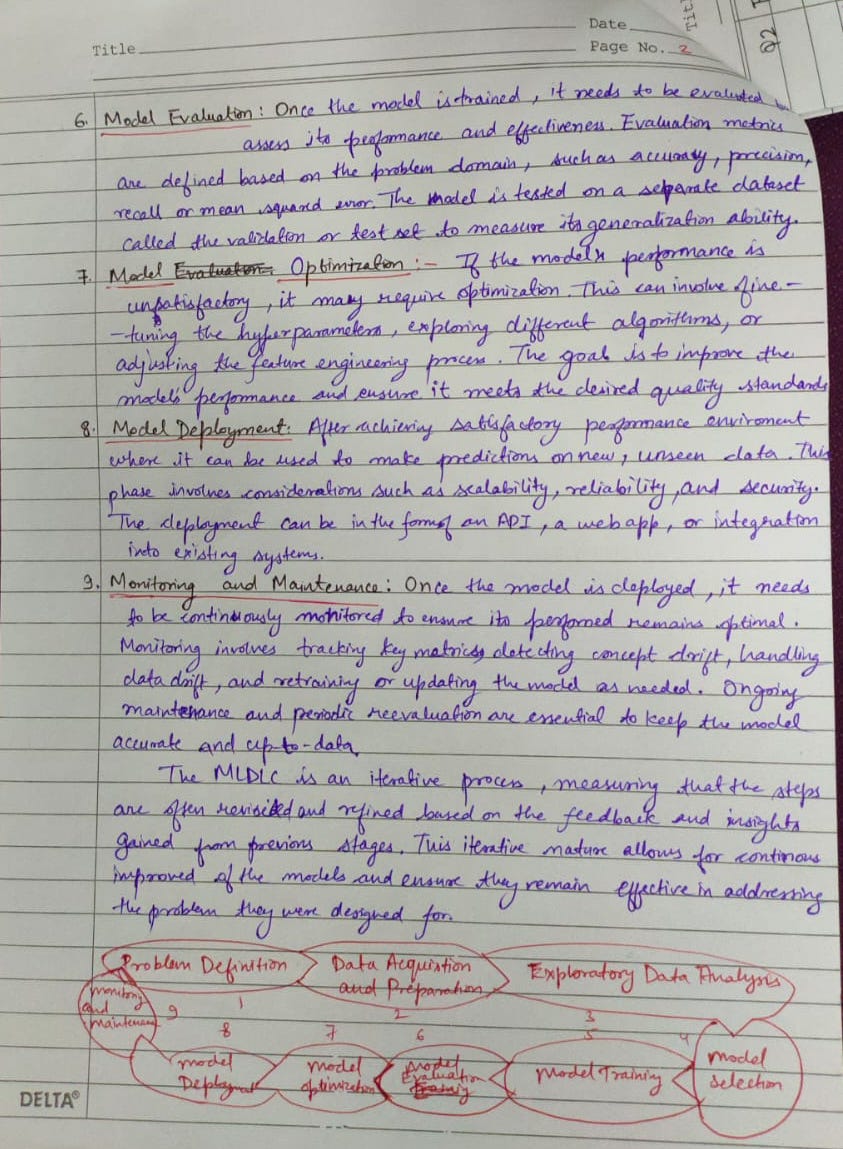 Title
Date
Page No. 2
Tit
Q2
6. Model Evaluation : Once the model is trained, it needs to be evaluated
assess its performance and effectiveness. Evaluation metrics
are defined based on the problem domain, such as accuracy, precision,
recall or mean squared error. The model is tested on a separate dataset
called the validation or test set to measure its generalization ability.
7. Model Evaluation: Optimization :- If the model's performance is
unsatisfactory, it may require optimization. This can involve fine-
-tuning the hyperparameters, exploring different algorithms, or
adjusting the feature engineering process. The goal is to improve the
models' performance and ensure it meets the desired quality standards
8. Model Deployment: After achieving satisfactory performance enviroment
where it can be used to make predictions on new, unseen data. This
phase involves considerations such as scalability, reliability, and security.
The deployment can be in the form of an API, a web app, or integration
into existing systems.
9. Monitoring and Maintenance: Once the model is deployed, it needs
to be continuously monitored to ensure its performed remains optimal.
Monitoring involves tracking key metrics, detecting concept drift, handling
data drift, and retraining or updating the model as needed. Ongoing
maintenance and periodic reevaluation are essential to keep the model
accurate and up-to-data.
The MLDLC is an iterative process, measuring that the steps
are often revisited and refined based on the feedback and insights
gained from previous stages. This iterative nature allows for continous
improved of the models and ensure they remain effective in addressing
the problem they were designed for.
Problem Definition
Data Acquistion
and Preparation
Exploratory Data Analysis
monitoring
and
maintenance
9
1
2
3
8
7
6
5
4
model
Deployment
model
optimization
model
Evaluation
Training
Model Training
model
selection
DELTA®